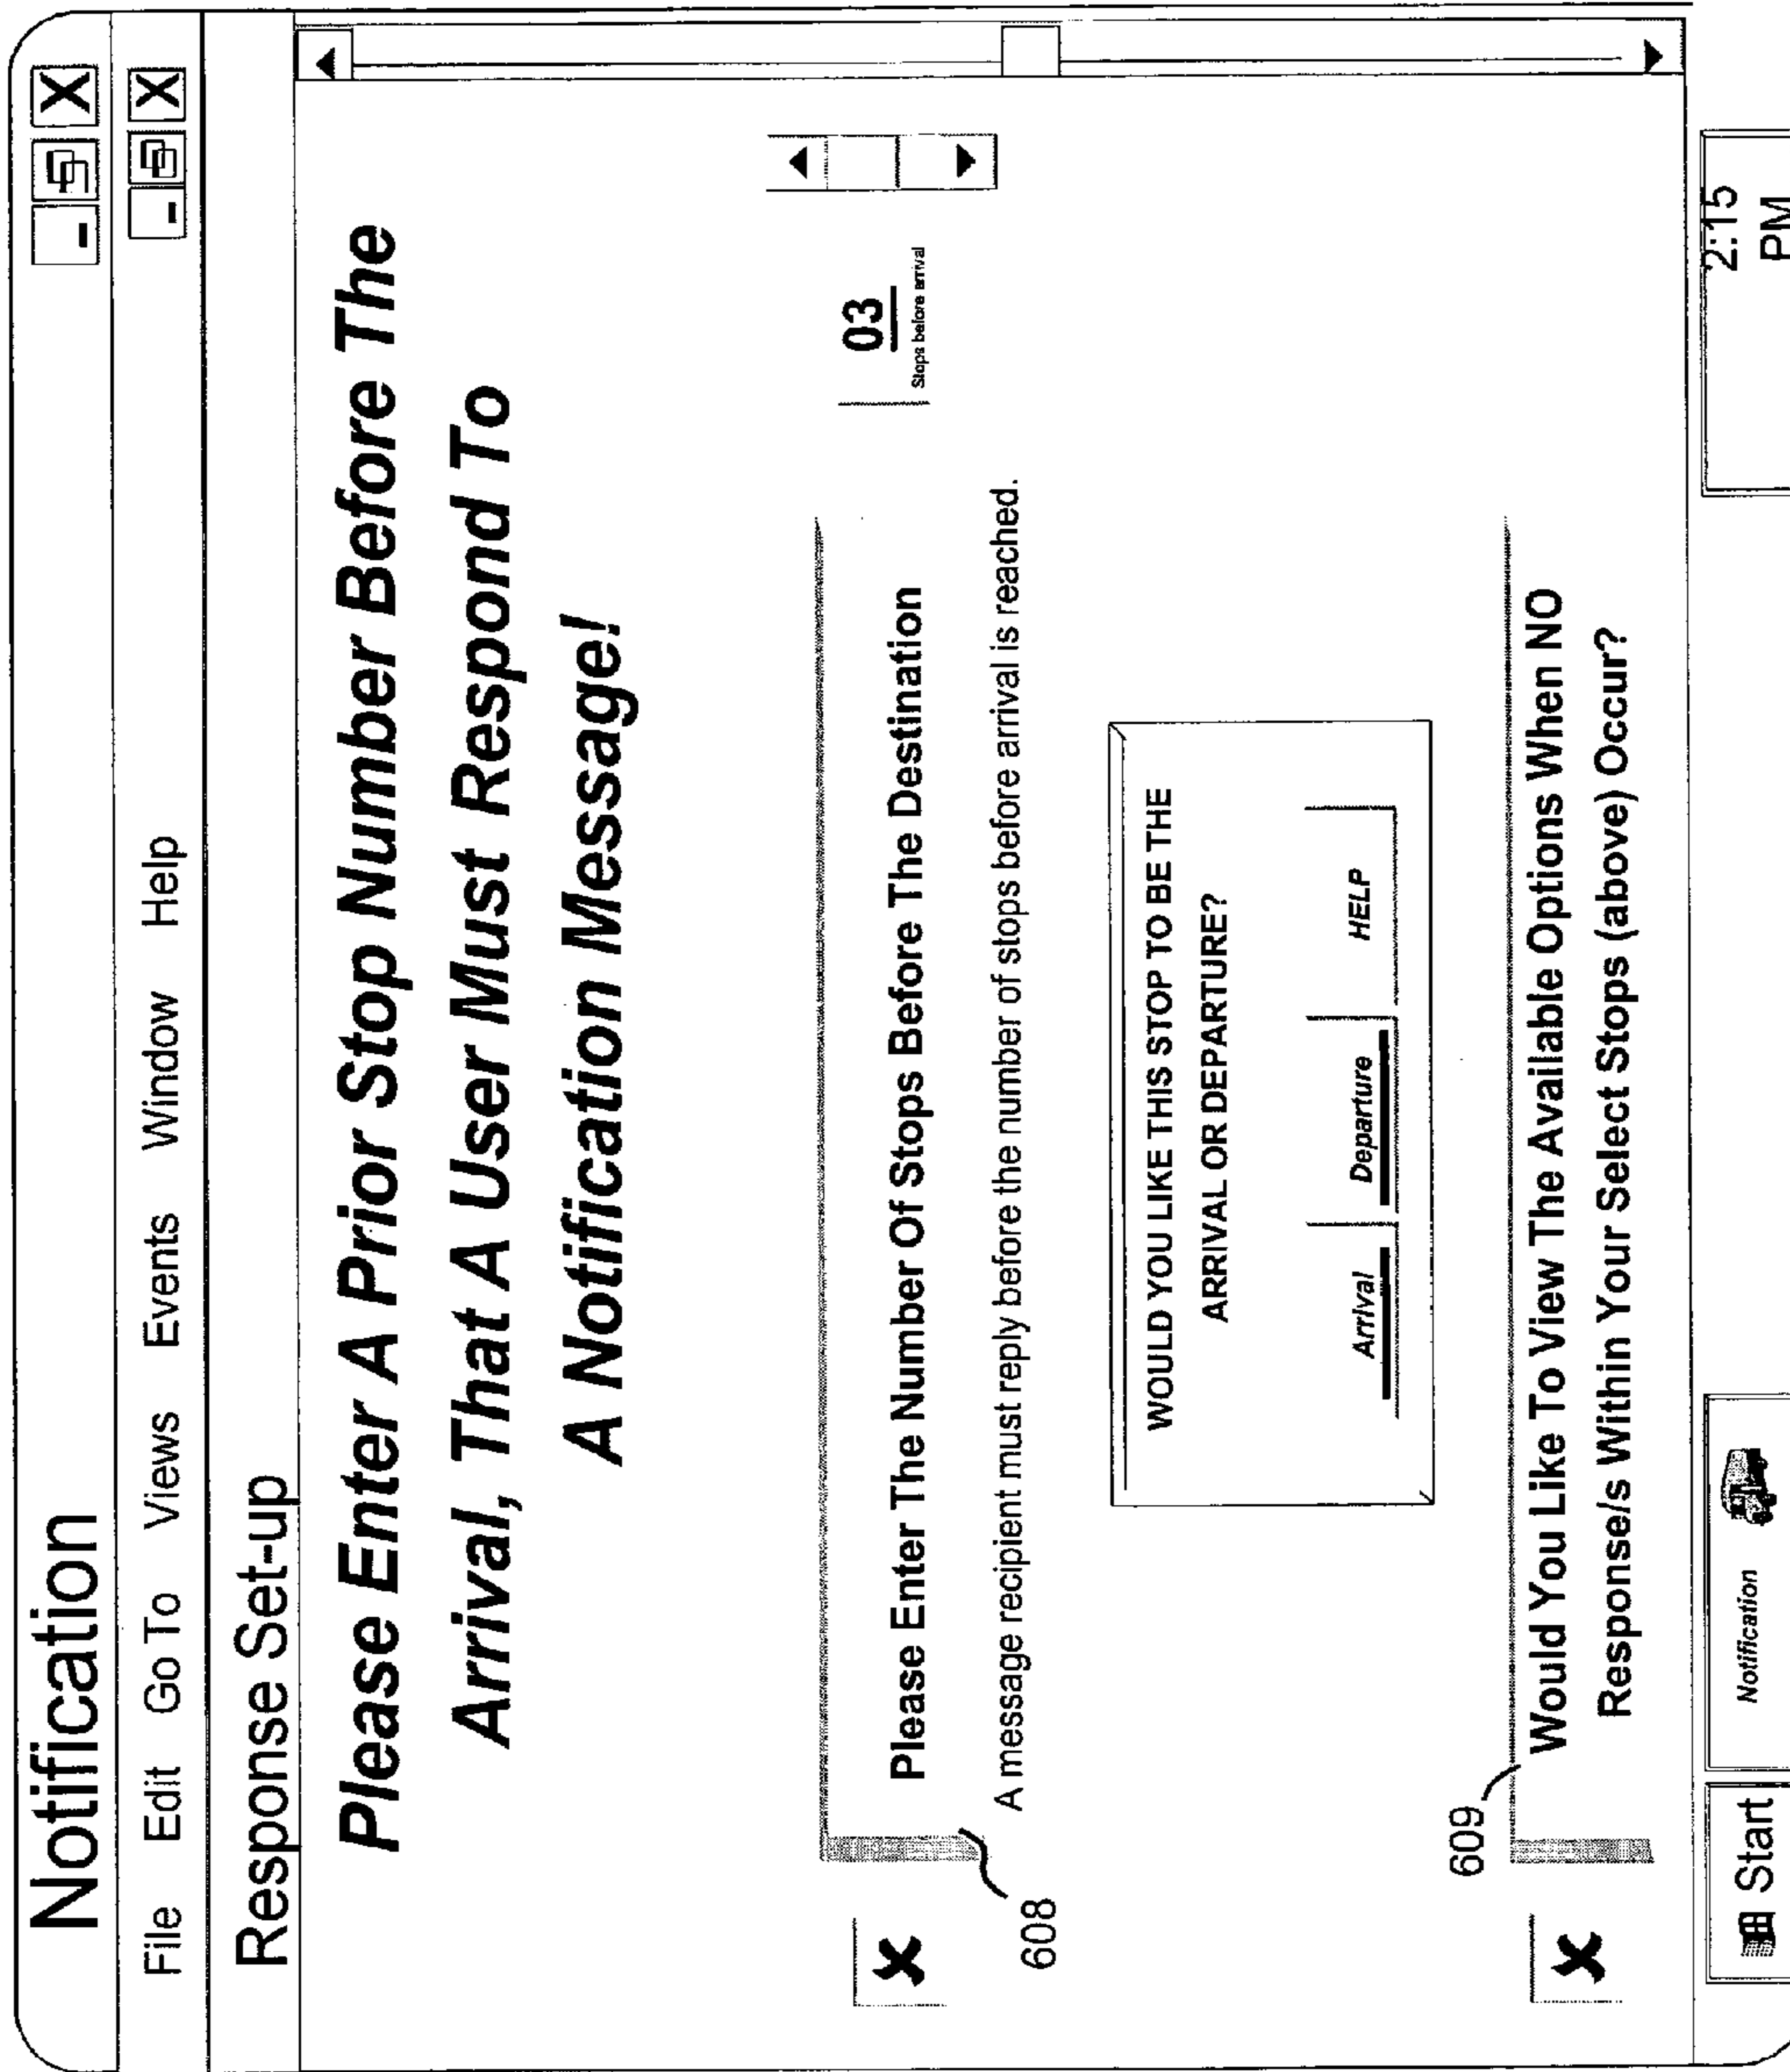 Notification
File Edit Go To Views Events Window Help
Response Set-up
Please Enter A Prior Stop Number Before The
Arrival, That A User Must Respond To
A Notification Message!
Please Enter The Number Of Stops Before The Destination
03
Stops before arrival
A message recipient must reply before the number of stops before arrival is reached.
608
WOULD YOU LIKE THIS STOP TO BE THE
ARRIVAL OR DEPARTURE?
Arrival Departure HELP
609
Would You Like To View The Available Options When NO
Response/s Within Your Select Stops (above) Occur?
Start
Notification
2:15
PM